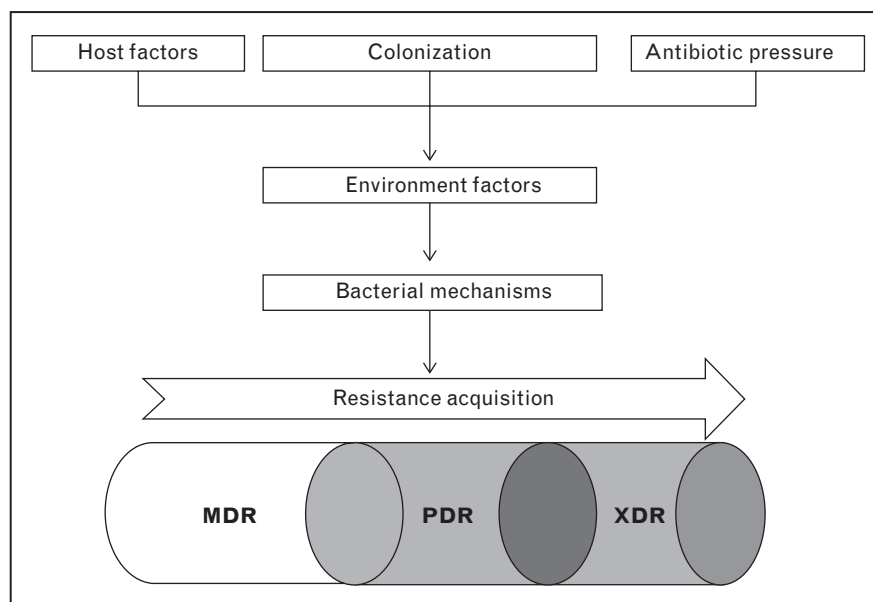 Host factors
Colonization
Antibiotic pressure
Environment factors
Bacterial mechanisms
Resistance acquisition
MDR
PDR
XDR